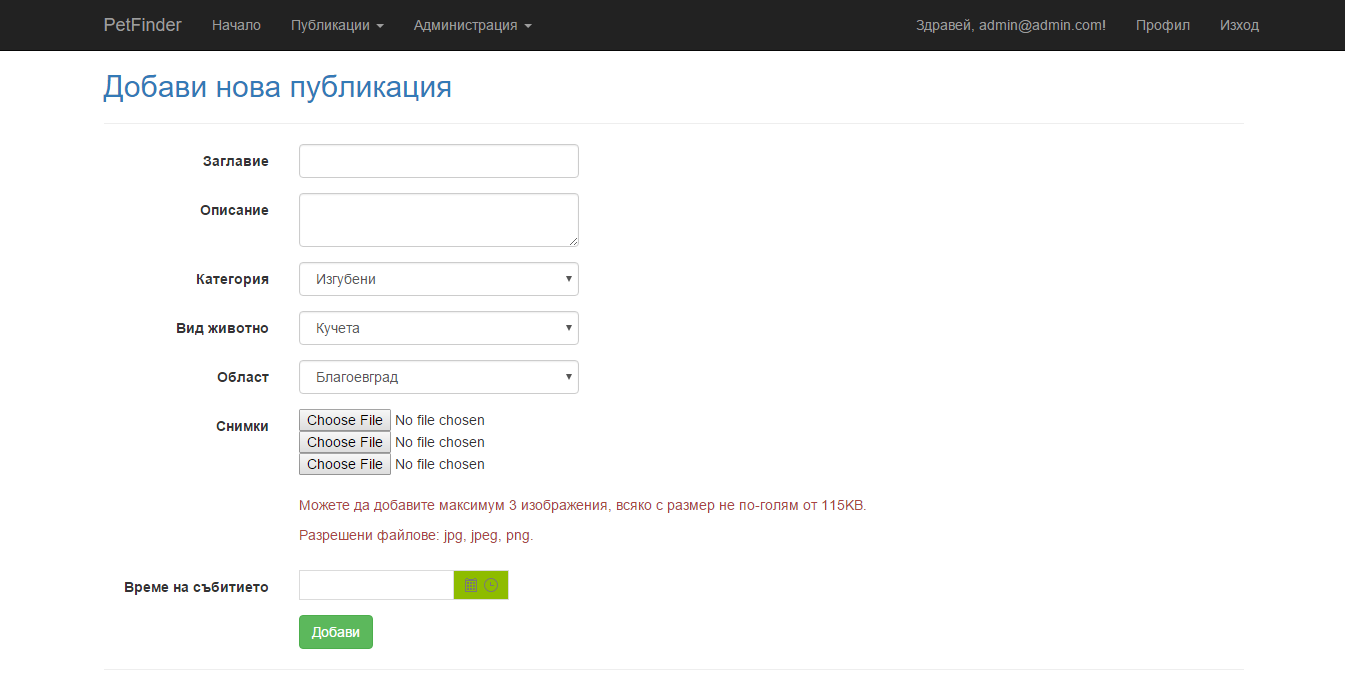 PetFinder Начало Публикации Администрация Здравей, admin@admin.com! Профил Изход
Добави нова публикация
Заглавие
Описание
Категория Изгубени
Вид животно Кучета
Област Благоевград
Снимки Choose File No file chosen
Choose File No file chosen
Choose File No file chosen
Можете да добавите максимум 3 изображения, всяко с размер не по-голям от 115KB.
Разрешени файлове: jpg, jpeg, png.
Време на събитието
Добави